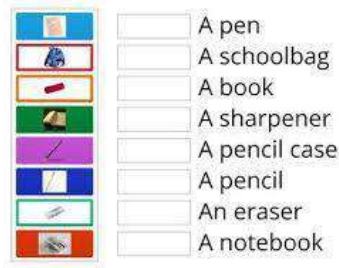 A pen
A schoolbag
A book
A sharpener
A pencil case
A pencil
An eraser
A notebook